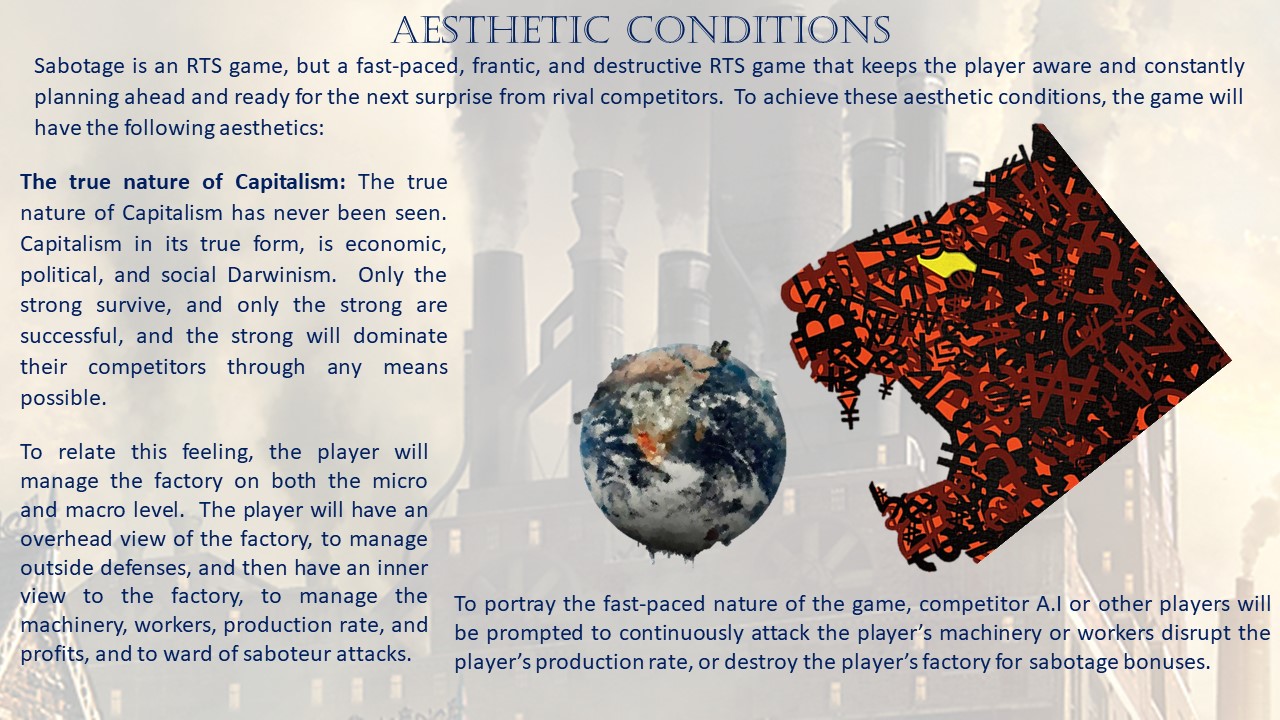 AESTHETIC CONDITIONS
Sabotage is an RTS game, but a fast-paced, frantic, and destructive RTS game that keeps the player aware and constantly
planning ahead and ready for the next surprise from rival competitors.  To achieve these aesthetic conditions, the game will
have the following aesthetics:
The true nature of Capitalism: The true
nature of Capitalism has never been seen.
Capitalism in its true form, is economic,
political, and social Darwinism.  Only the
strong survive, and only the strong are
successful, and the strong will dominate
their competitors through any means
possible.
To relate this feeling, the player will
manage the factory on both the micro
and macro level.  The player will have an
overhead view of the factory, to manage
outside defenses, and then have an inner
view to the factory, to manage the
machinery, workers, production rate, and
profits, and to ward of saboteur attacks.
To portray the fast-paced nature of the game, competitor A.I or other players will
be prompted to continuously attack the player’s machinery or workers disrupt the
player’s production rate, or destroy the player’s factory for sabotage bonuses.